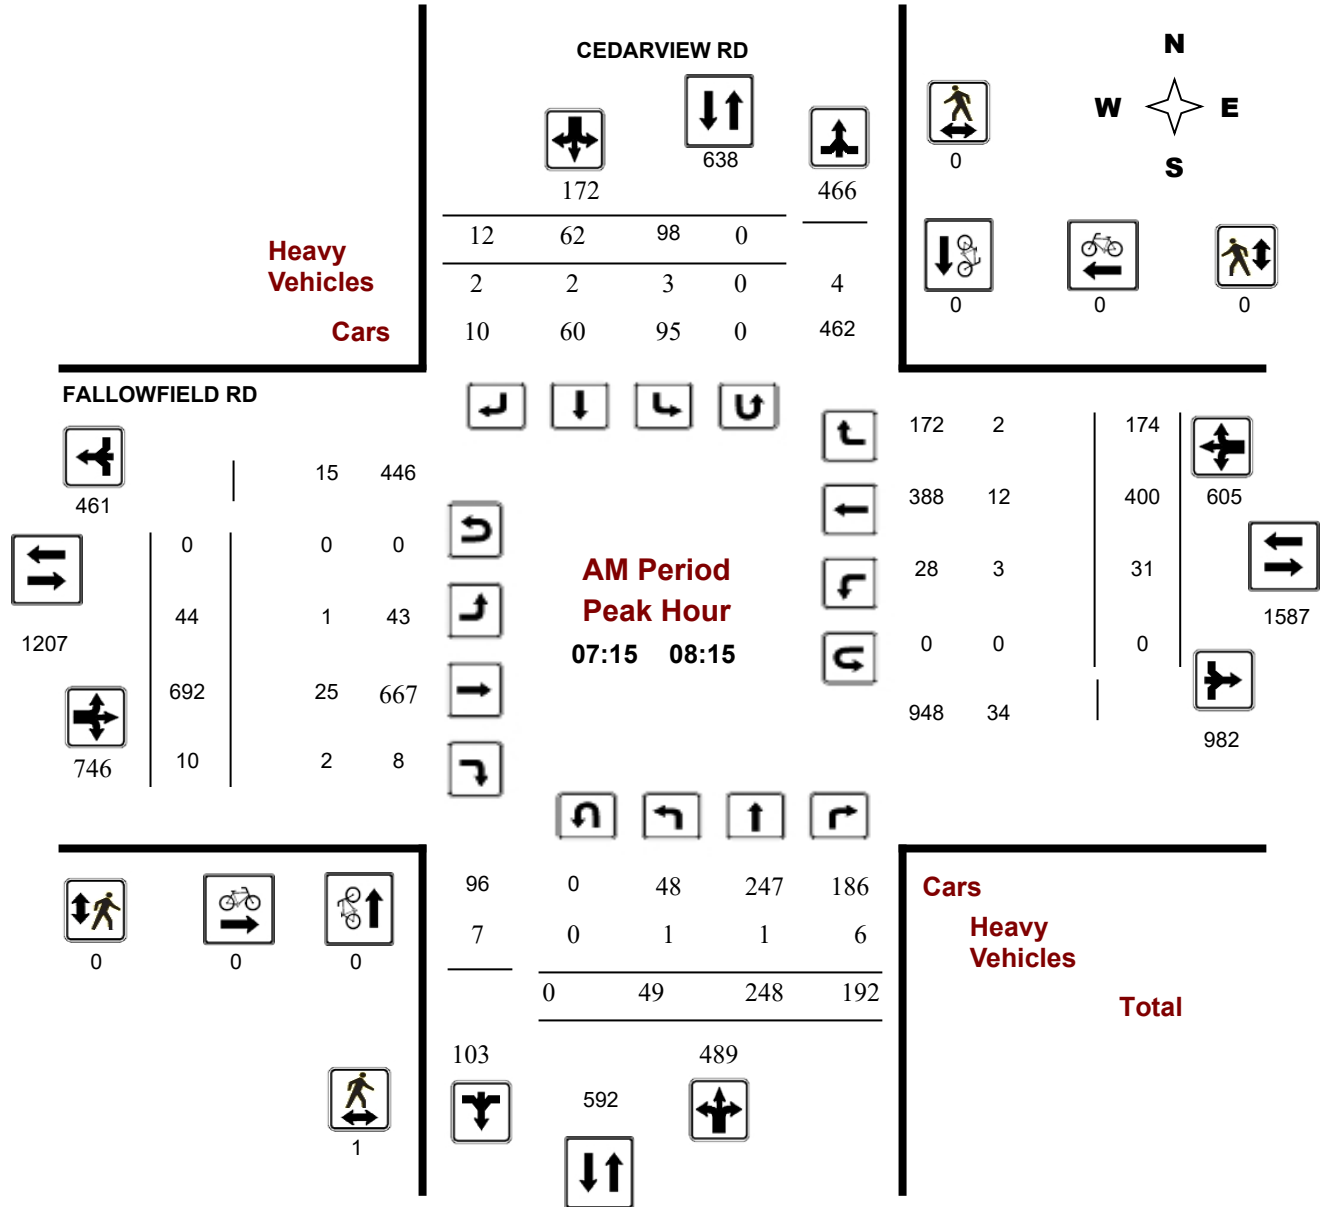 CEDARVIEW RD
N
W E
S
638
0
172
466
12 62 98 0
Heavy
Vehicles
2 2 3 0 4
0 0 0
Cars
10 60 95 0 462
FALLOWFIELD RD
172 2 174
15 446
388 12 400
461
605
0 0 0
AM Period
Peak Hour
28 3 31
44 1 43
1207
07:15 08:15
0 0 0
1587
692 25 667
948 34
982
746
10 2 8
96 0 48 247 186
Cars
7 0 1 1 6
Heavy
Vehicles
0 0 0
0 49 248 192
Total
103
489
592
1